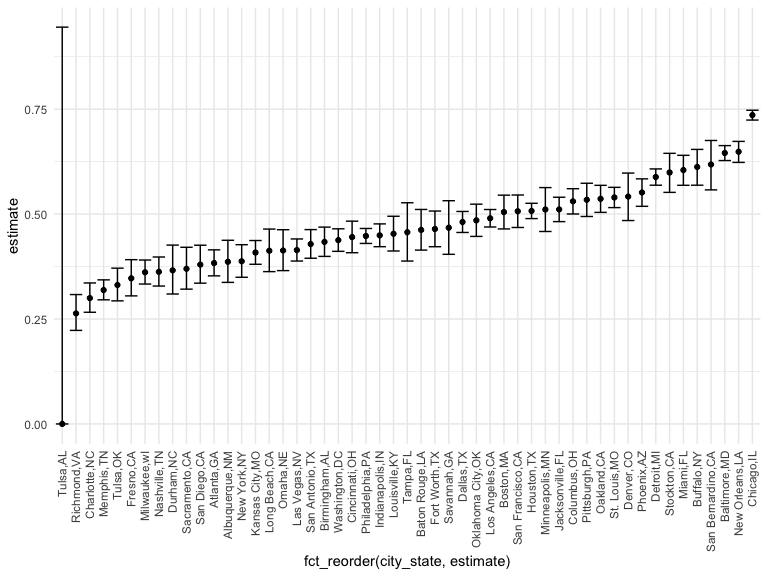 estimate
0.75
0.50
0.25
0.00
Tulsa,AL
Richmond,VA
Charlotte,NC
Memphis,TN
Tulsa,OK
Fresno,CA
Milwaukee,wI
Nashville,TN
Durham,NC
Sacramento,CA
San Diego,CA
Atlanta,GA
Albuquerque,NM
New York,NY
Kansas City,MO
Long Beach,CA
Omaha,NE
Las Vegas,NV
San Antonio,TX
Birmingham,AL
Washington,DC
Cincinnati,OH
Philadelphia,PA
Indianapolis,IN
Louisville,KY
Tampa,FL
Baton Rouge,LA
Fort Worth,TX
Savannah,GA
Dallas,TX
Oklahoma City,OK
Los Angeles,CA
Boston,MA
San Francisco,CA
Houston,TX
Minneapolis,MN
Jacksonville,FL
Columbus,OH
Pittsburgh,PA
Oakland,CA
St. Louis,MO
Denver,CO
Phoenix,AZ
Detroit,MI
Stockton,CA
Miami,FL
Buffalo,NY
San Bernardino,CA
Baltimore,MD
New Orleans,LA
Chicago,IL
fct_reorder(city_state, estimate)